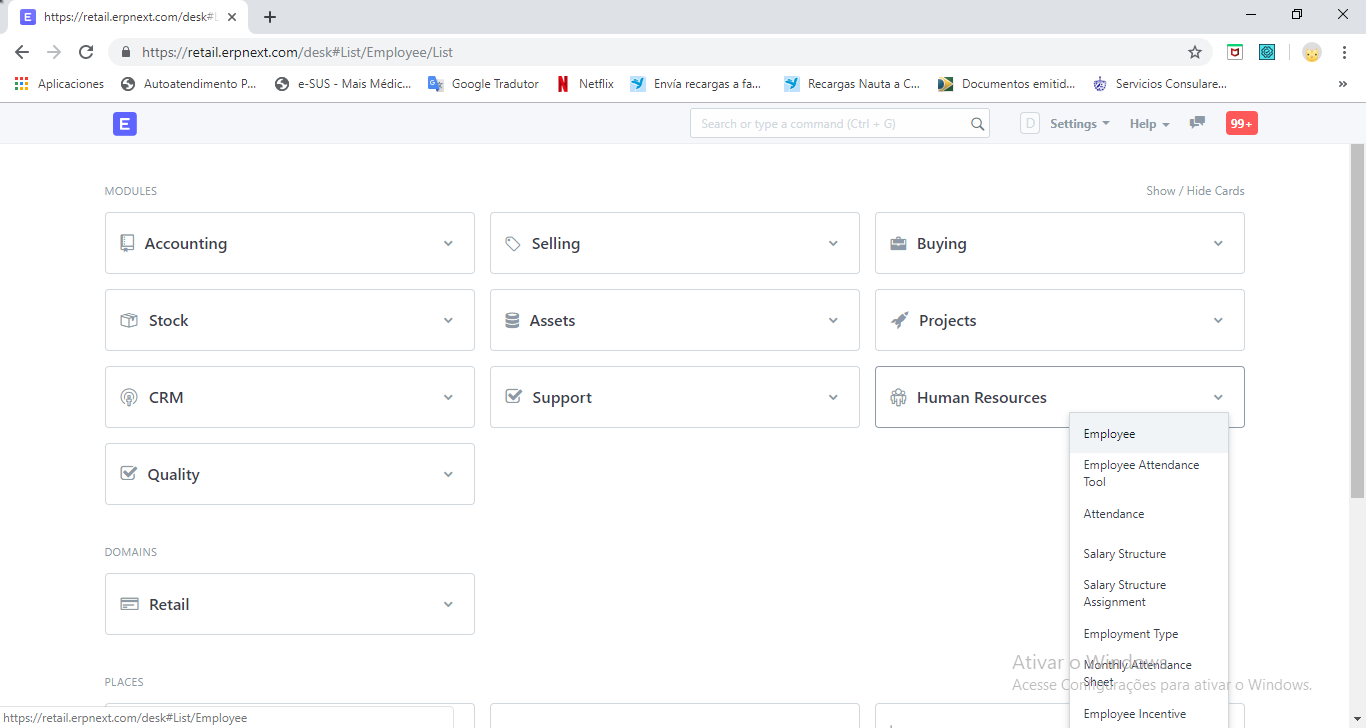 E https://retail.erpnext.com/desk#L
https://retail.erpnext.com/desk#List/Employee/List
Aplicaciones Autoatendimento P... e-SUS - Mais Médic... Google Tradutor Netflix Envía recargas a fa... Recargas Nauta a C... Documentos emitid... Servicios Consulare... »
E Search or type a command (Ctrl + G) D Settings Help 99+
MODULES Show / Hide Cards
Accounting Selling Buying
Stock Assets Projects
CRM Support Human Resources
Employee
Employee Attendance
Tool
Quality
Attendance
DOMAINS
Salary Structure
Salary Structure
Assignment
Retail
Employment Type
Monthly Attendance
Sheet
Ativar o Windows
Acesse Configurações para ativar o Windows.
PLACES
Employee Incentive
https://retail.erpnext.com/desk#List/Employee